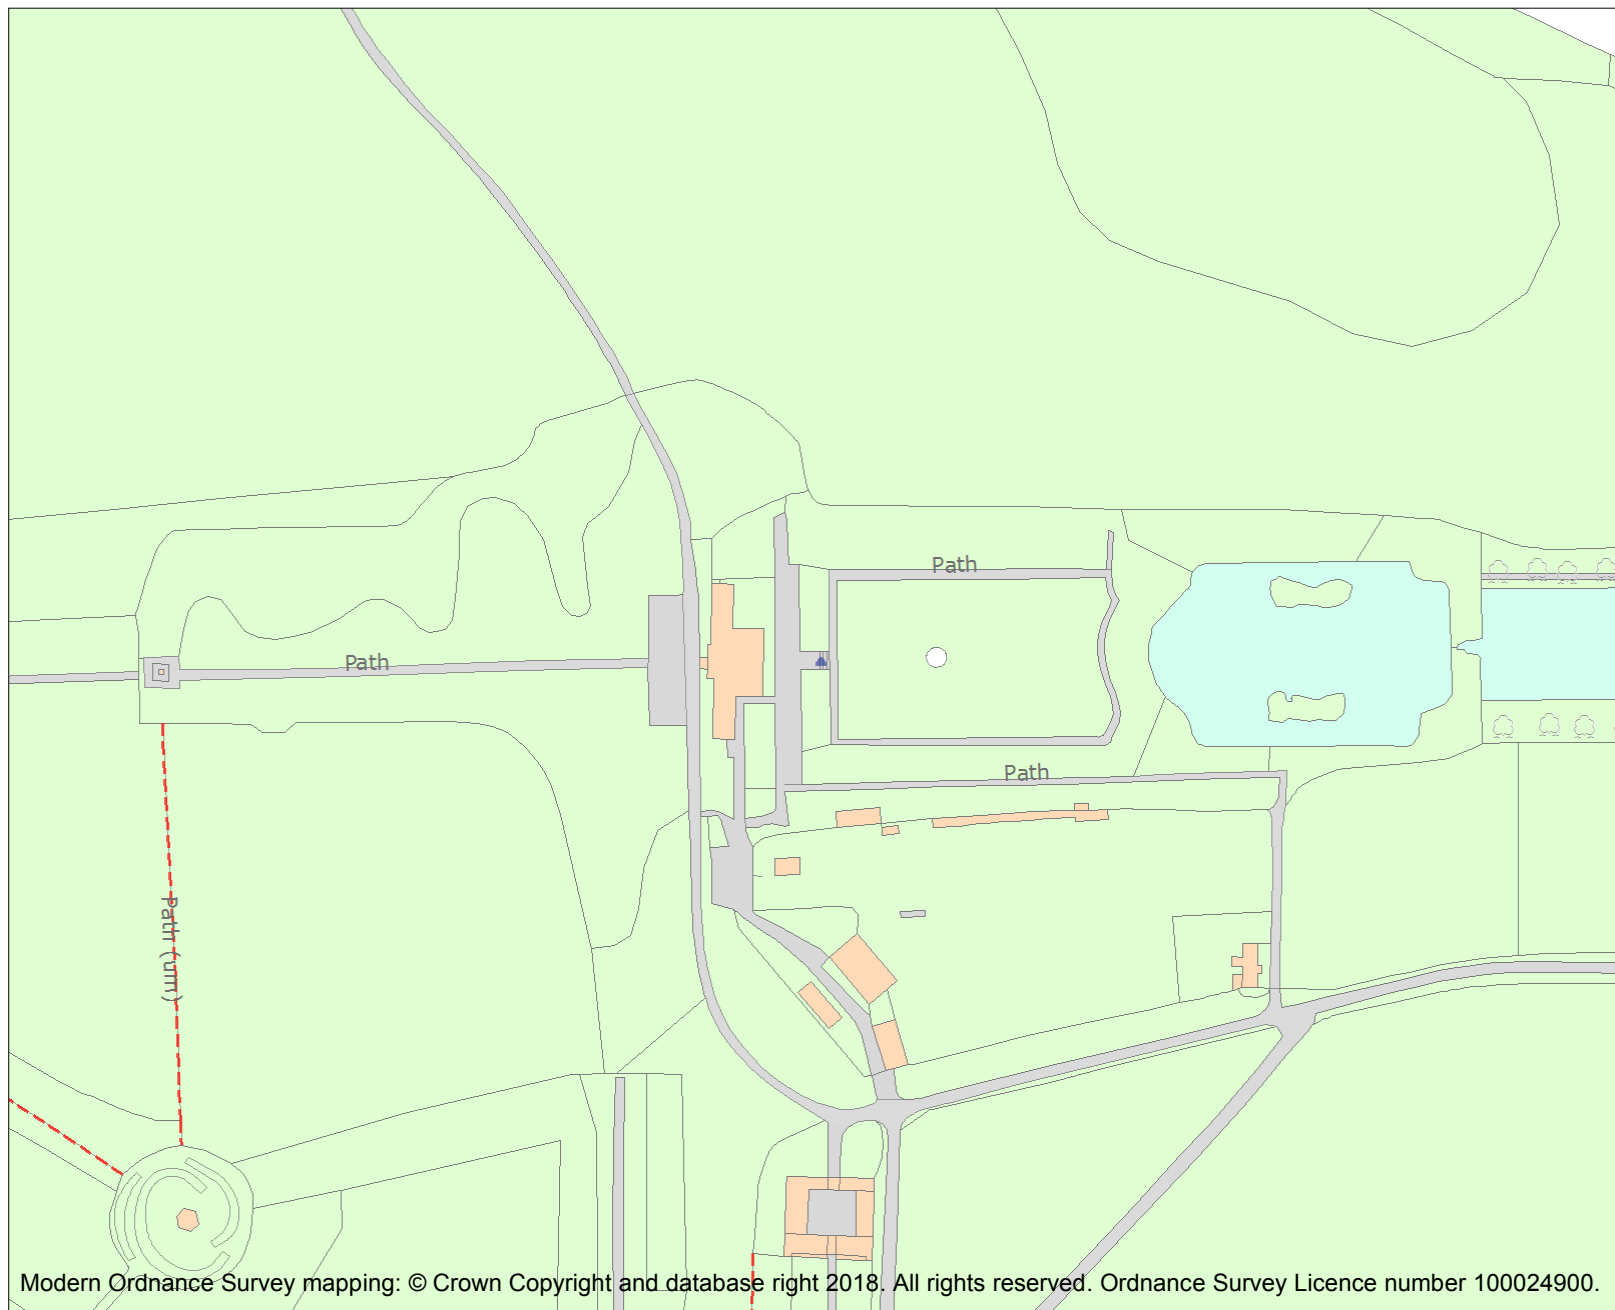 Path
Path
Path
Path (um)
Modern Ordnance Survey mapping: © Crown Copyright and database right 2018. All rights reserved. Ordnance Survey Licence number 100024900.